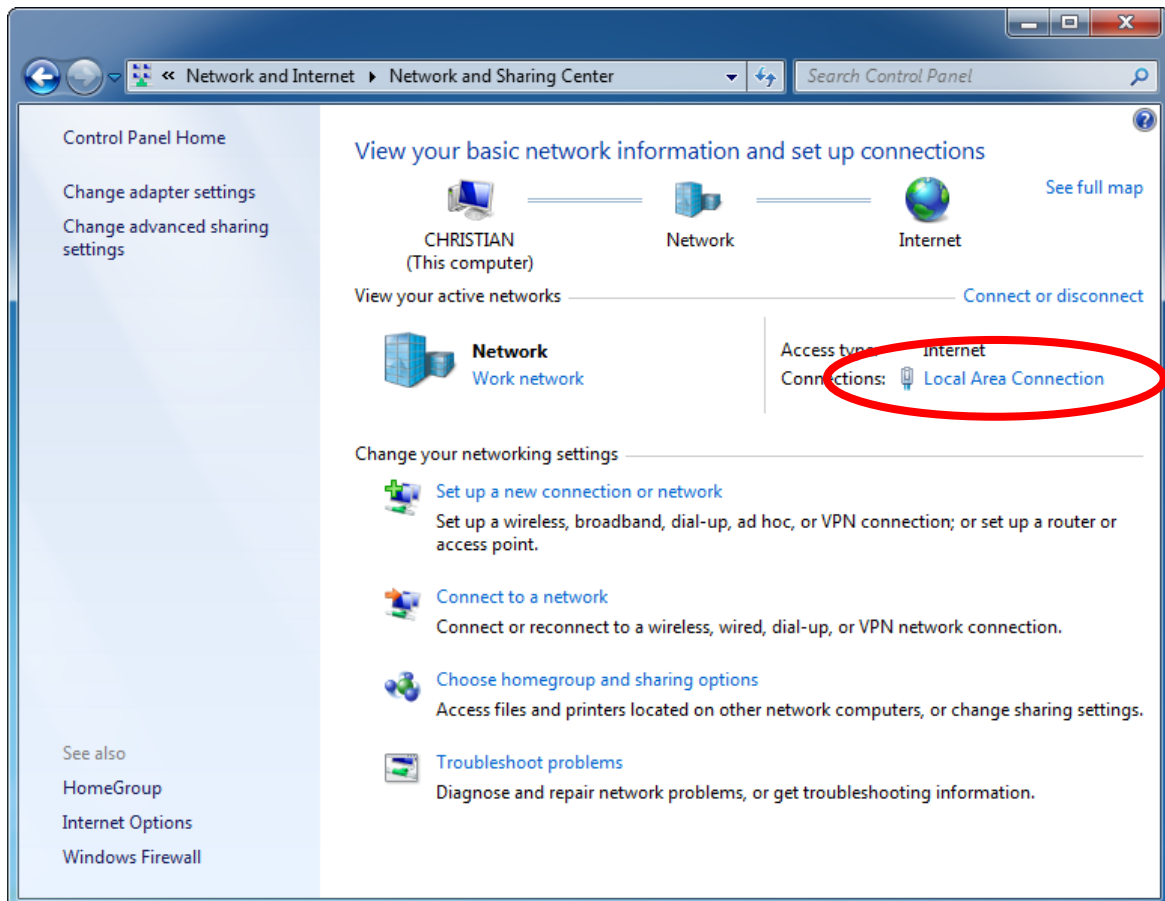 « Network and Internet ▸ Network and Sharing Center
Search Control Panel
Control Panel Home
Change adapter settings
Change advanced sharing
settings
View your basic network information and set up connections
See full map
CHRISTIAN
(This computer)
Network
Internet
View your active networks
Connect or disconnect
Network
Work network
Access type:
Internet
Connections:
Local Area Connection
Change your networking settings
Set up a new connection or network
Set up a wireless, broadband, dial-up, ad hoc, or VPN connection; or set up a router or
access point.
Connect to a network
Connect or reconnect to a wireless, wired, dial-up, or VPN network connection.
Choose homegroup and sharing options
Access files and printers located on other network computers, or change sharing settings.
Troubleshoot problems
Diagnose and repair network problems, or get troubleshooting information.
See also
HomeGroup
Internet Options
Windows Firewall